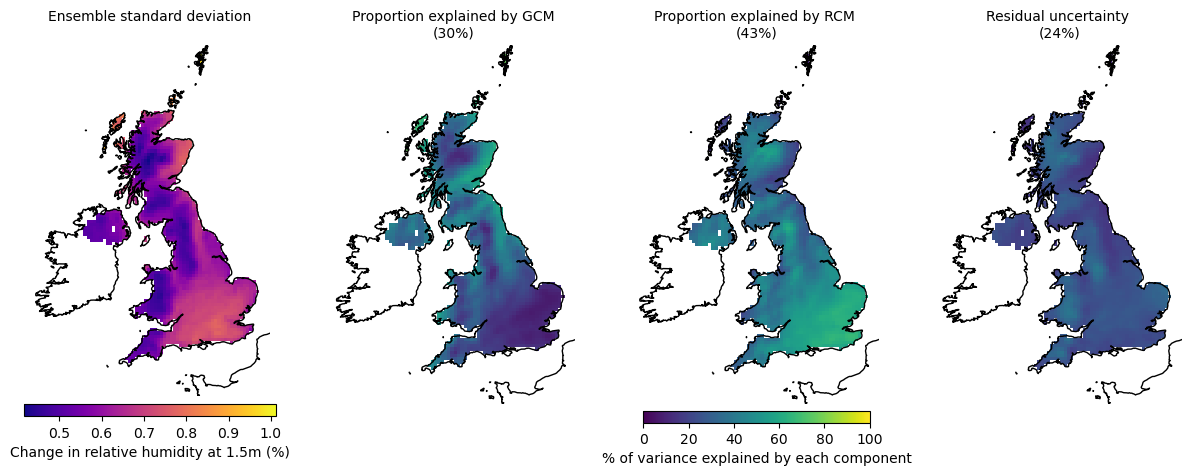 Ensemble standard deviation
Proportion explained by GCM
(30%)
Proportion explained by RCM
(43%)
Residual uncertainty
(24%)
0.5 0.6 0.7 0.8 0.9 1.0
Change in relative humidity at 1.5m (%)
0 20 40 60 80 100
% of variance explained by each component